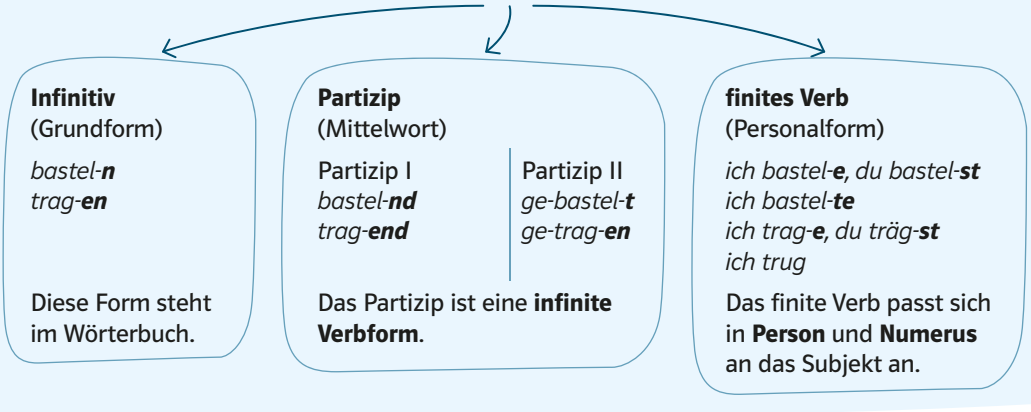 Infinitiv
(Grundform)
bastel-n
trag-en
Diese Form steht
im Wörterbuch.
Partizip
(Mittelwort)
Partizip I
bastel-nd
trag-end
Partizip II
ge-bastel-t
ge-trag-en
Das Partizip ist eine infinite
Verbform.
finites Verb
(Personalform)
ich bastel-e, du bastel-st
ich bastel-te
ich trag-e, du träg-st
ich trug
Das finite Verb passt sich
in Person und Numerus
an das Subjekt an.